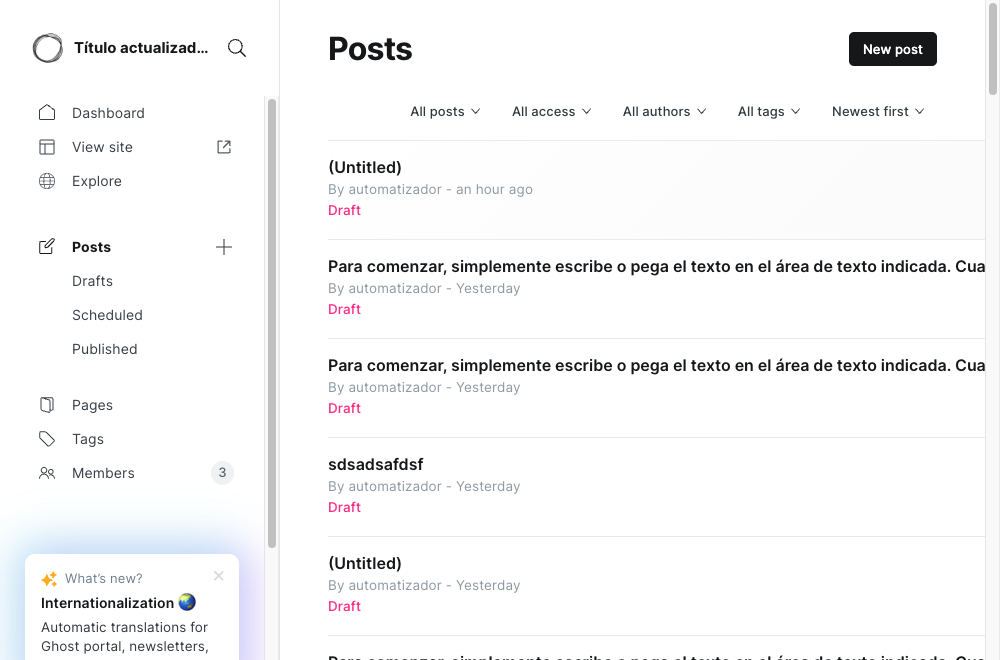 Título actualizad...
Dashboard
View site
Explore
Posts
Drafts
Scheduled
Published
Pages
Tags
Members 3
What's new?
Internationalization
Automatic translations for
Ghost portal, newsletters,
Posts
New post
All posts All access All authors All tags Newest first
(Untitled)
By automatizador - an hour ago
Draft
Para comenzar, simplemente escribe o pega el texto en el área de texto indicada. Cua
By automatizador - Yesterday
Draft
Para comenzar, simplemente escribe o pega el texto en el área de texto indicada. Cua
By automatizador - Yesterday
Draft
sdsadsafdsf
By automatizador - Yesterday
Draft
(Untitled)
By automatizador - Yesterday
Draft